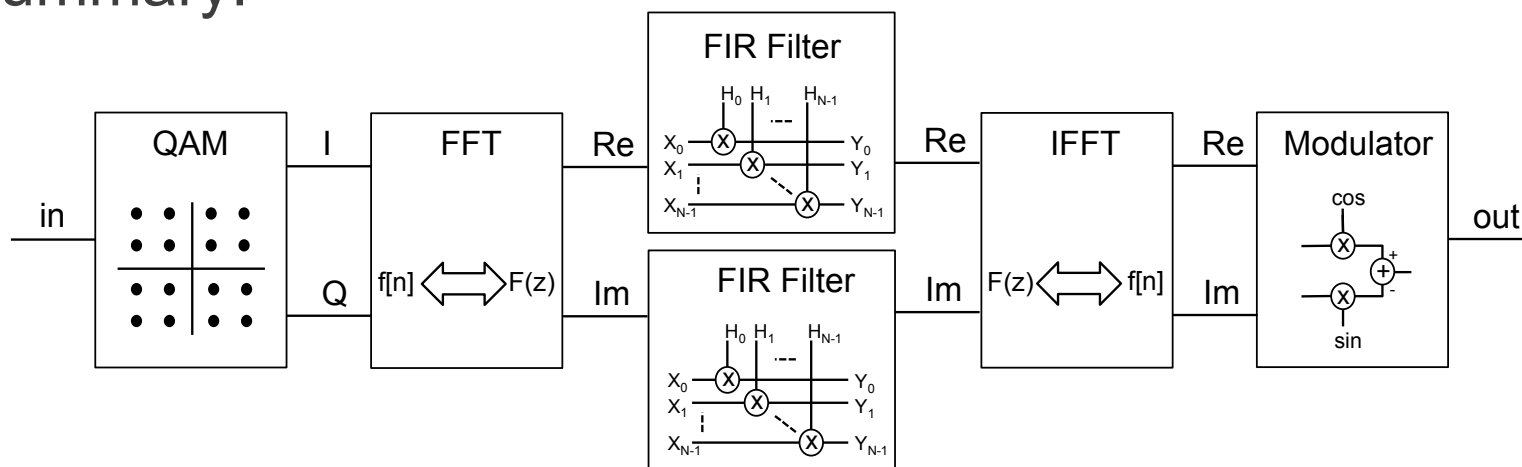 ummary:
in
QAM
I
Q
FFT
f[n] F(z)
Re
Im
FIR Filter
H0 H1 HN-1
X0 X Y0
X1 X Y1
XN-1 X YN-1
FIR Filter
H0 H1 HN-1
X0 X Y0
X1 X Y1
XN-1 X YN-1
Re
Im
IFFT
F(z) f[n]
Re
Im
Modulator
cos
X
+
+
-
X
sin
out